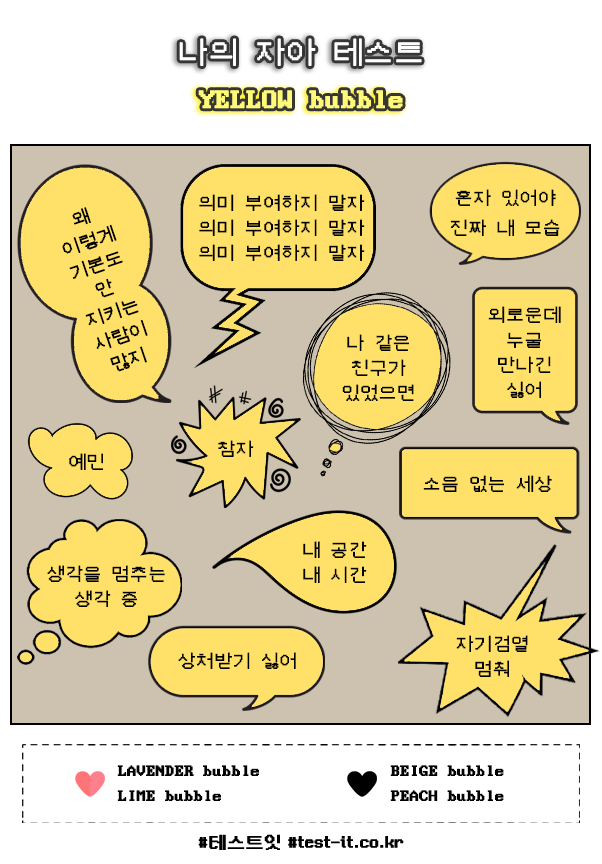 나의 자아 테스트
YELLOW bubble
왜
이렇게
기본도
안
지키는
사람이
많지
의미 부여하지 말자
의미 부여하지 말자
의미 부여하지 말자
혼자 있어야
진짜 내 모습
외로운데
누굴
만나긴
싫어
나 같은
친구가
있었으면
예민
참자
소음 없는 세상
생각을 멈추는
생각 중
내 공간
내 시간
상처받기 싫어
자기검열
멈춰
LAVENDER bubble
LIME bubble
BEIGE bubble
PEACH bubble
#테스트잇 #test-it.co.kr